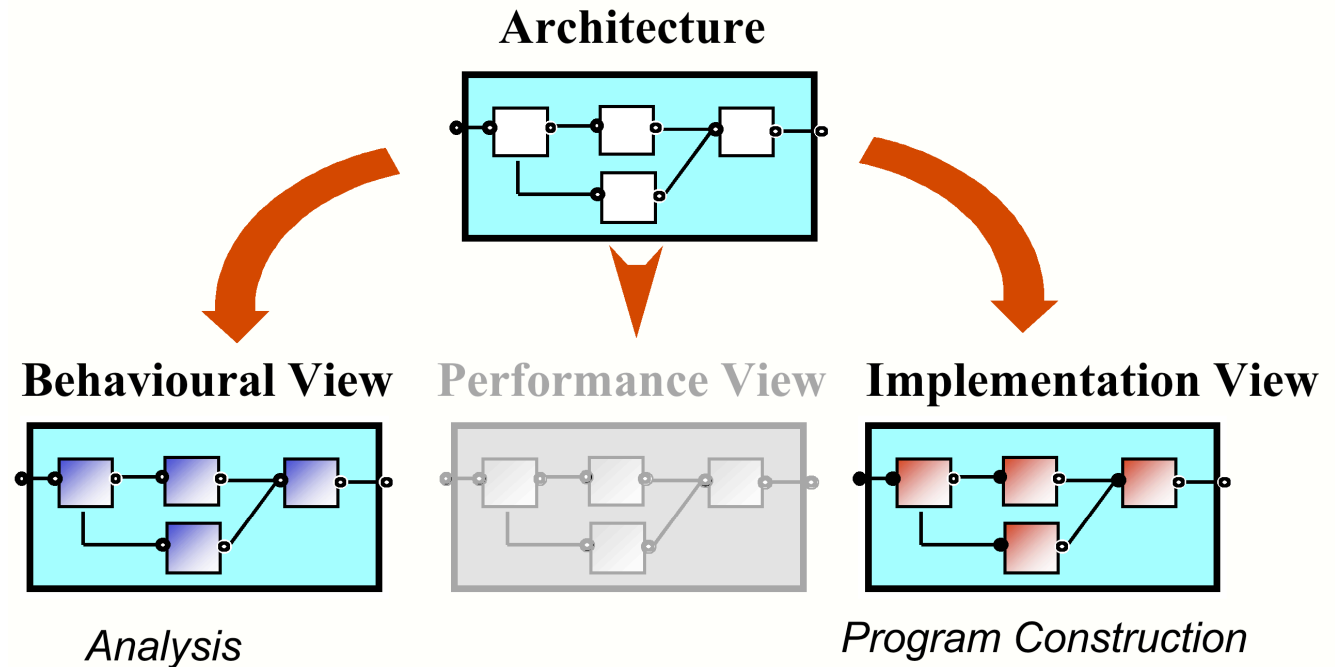 Architecture
Behavioural View
Performance View
Implementation View
Analysis
Program Construction